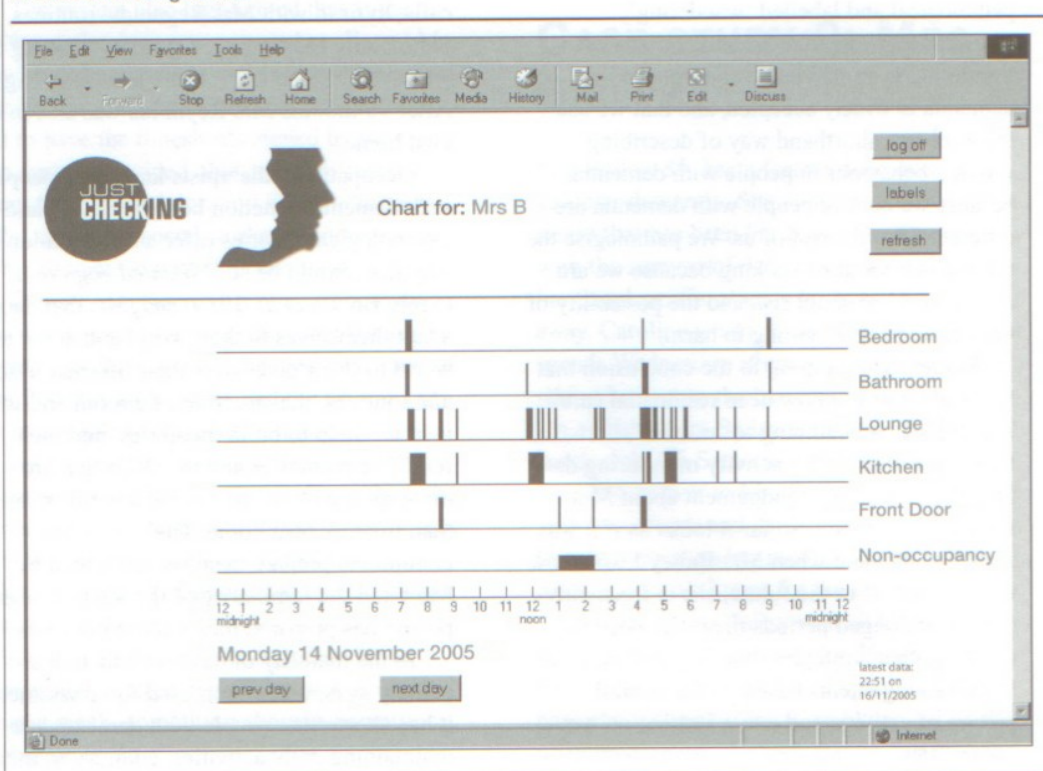 File Edit View Favorites Tools Help
Back Forward Stop Refresh Home Search Favorites Media History Mail Print Edit Discuss
log off
JUST
CHECKING
Chart for: Mrs B
labels
refresh
Bedroom
Bathroom
Lounge
Kitchen
Front Door
Non-occupancy
12 1 2 3 4 5 6 7 8 9 10 11 12 1 2 3 4 5 6 7 8 9 10 11 12
midnight noon midnight
Monday 14 November 2005
prev day next day
latest data:
22:51 on
16/11/2005
Done Internet